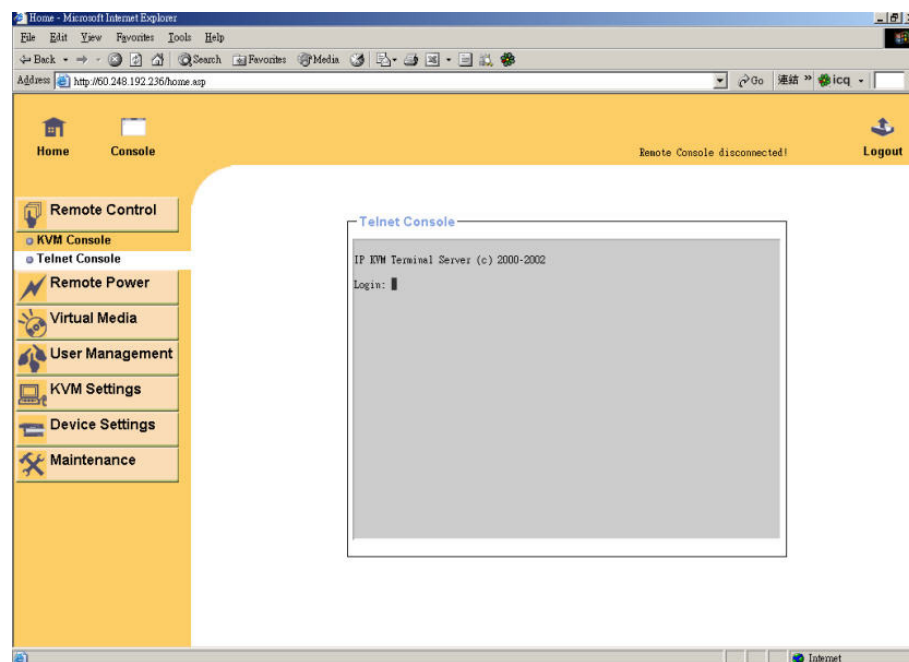 Home - Microsoft Internet Explorer
File Edit View Favorites Tools Help
Back Search Favorites Media
Address http://60.248.192.236/home.asp Go 連結 » icq
Home Console Remote Console disconnected! Logout
Remote Control
KVM Console
Telnet Console
Remote Power
Virtual Media
User Management
KVM Settings
Device Settings
Maintenance
Telnet Console
IP KVM Terminal Server (c) 2000-2002
Login:
Internet